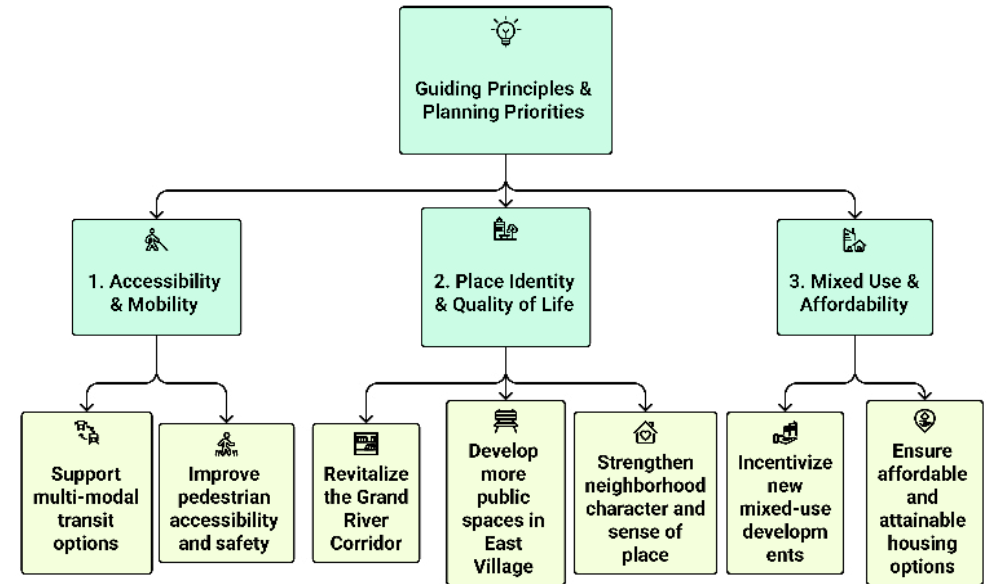 Guiding Principles &
Planning Priorities
1. Accessibility
& Mobility
2. Place Identity
& Quality of Life
3. Mixed Use &
Affordability
Support
multi-modal
transit
options
Improve
pedestrian
accessibility
and safety
Revitalize
the Grand
River
Corridor
Develop
more
public
spaces in
East
Village
Strengthen
neighborhood
character and
sense of
place
Incentivize
new
mixed-use
developm
ents
Ensure
affordable
and
attainable
housing
options